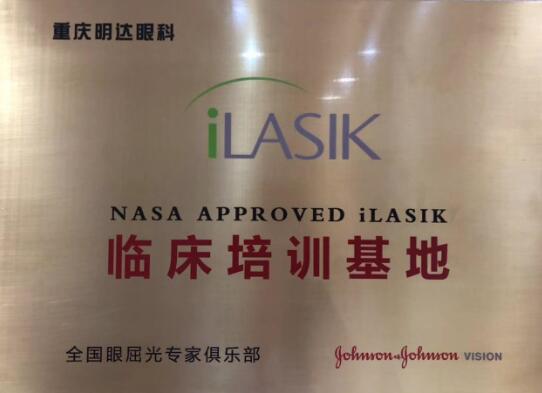 重庆明达眼科
iLASIK
NASA APPROVED iLASIK
临床培训基地
全国眼屈光专家俱乐部
Johnson&Johnson VISION